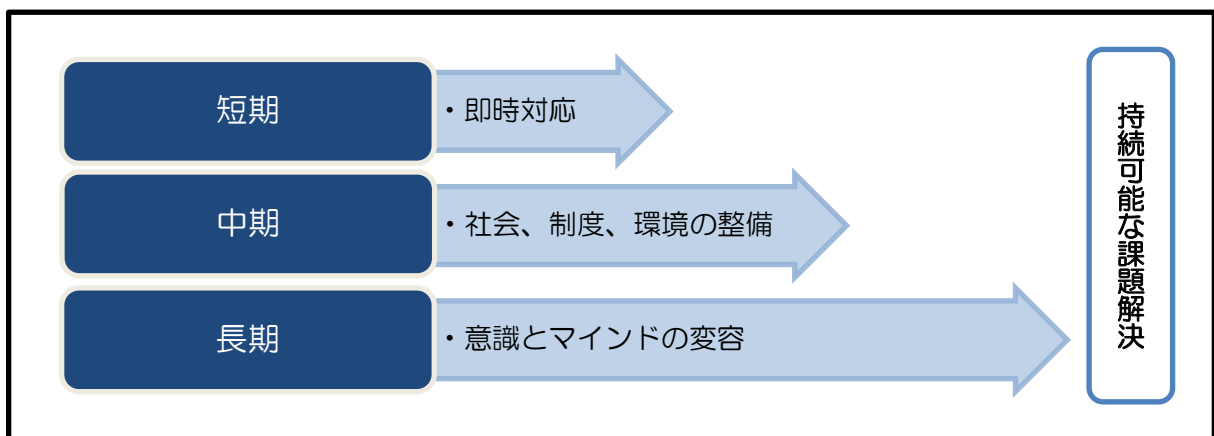 短期
・即時対応
中期
・社会、制度、環境の整備
長期
・意識とマインドの変容
持続可能な課題解決